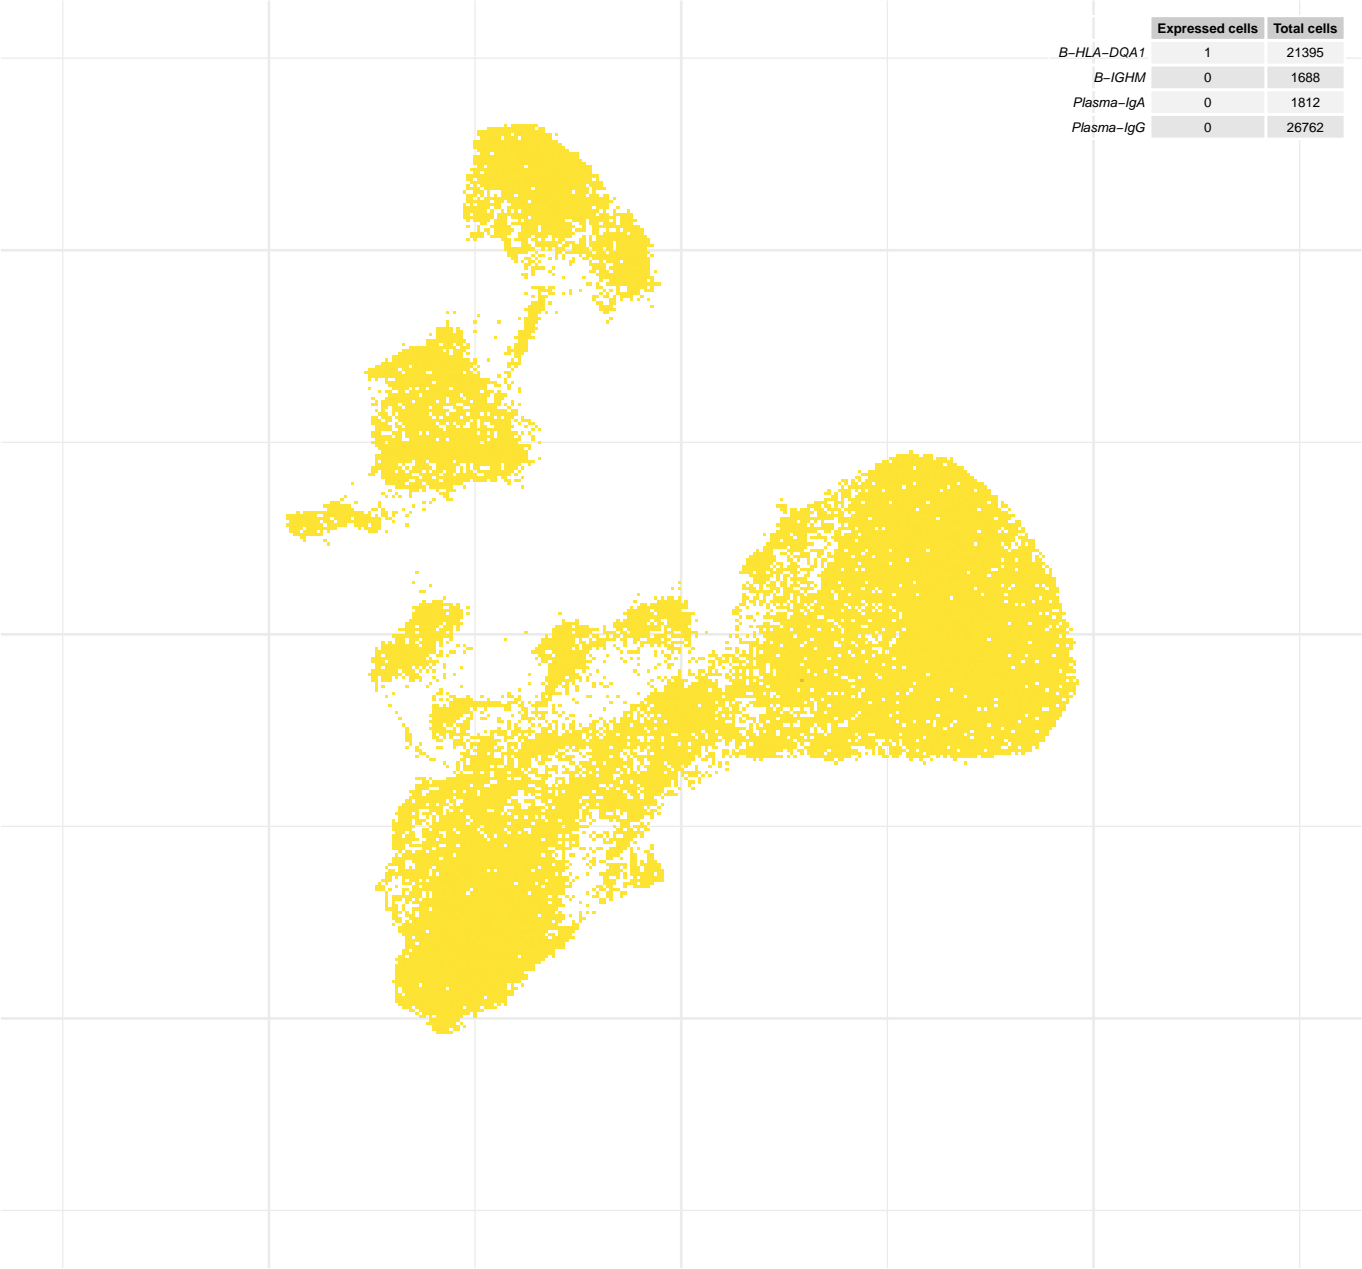 Expressed cells Total cells
B−HLA−DQA1 1 21395
B−IGHM 0 1688
Plasma−IgA 0 1812
Plasma−IgG 0 26762